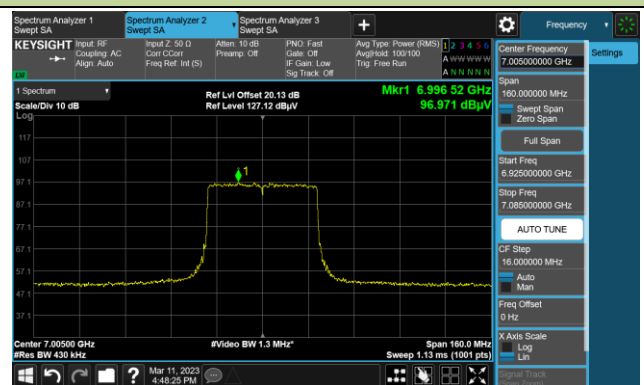 Spectrum Analyzer 1
Swept SA
Spectrum Analyzer 2
Swept SA
Spectrum Analyzer 3
Swept SA
+
Frequency
KEYSIGHT
Input: RF
Coupling: AC
Align: Auto
Input Z: 50 Ω
Corr CCorr
Freq Ref: Int (S)
Atten: 10 dB
Preamp: Off
PNO: Fast
Gate: Off
IF Gain: Low
Sig Track: Off
Avg Type: Power (RMS)
Avg|Hold: 100/100
Trig: Free Run
1 2 3 4 5 6
A W W W W W
A N N N N N
LW
1 Spectrum
Scale/Div 10 dB
Log
Ref Lvl Offset 20.13 dB
Ref Level 127.12 dBµV
Mkr1 6.996 52 GHz
96.971 dBµV
1
117
107
97.1
87.1
77.1
67.1
57.1
47.1
37.1
Center 7.00500 GHz
#Res BW 430 kHz
#Video BW 1.3 MHz*
Span 160.0 MHz
Sweep 1.13 ms (1001 pts)
Center Frequency
7.005000000 GHz
Settings
Span
160.000000 MHz
Swept Span
Zero Span
Full Span
Start Freq
6.925000000 GHz
Stop Freq
7.085000000 GHz
AUTO TUNE
CF Step
16.000000 MHz
Auto
Man
Freq Offset
0 Hz
X Axis Scale
Log
Lin
Signal Track
(Span Zoom)
?
Mar 11, 2023
4:48:25 PM